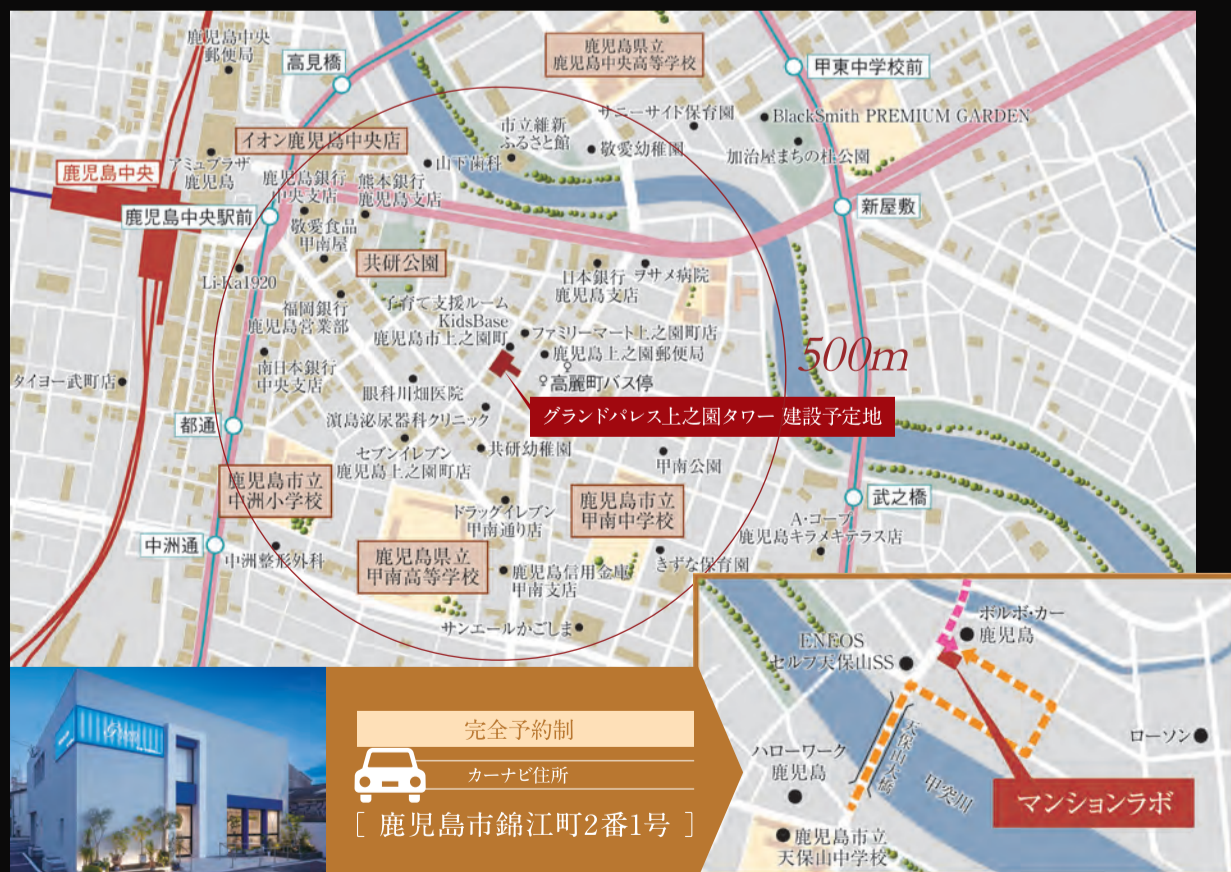 鹿児島中央
郵便局
高見橋
鹿児島県立
鹿児島中央高等学校
甲東中学校前
サニーサイド保育園
BlackSmith PREMIUM GARDEN
イオン鹿児島中央店
市立維新
ふるさと館
敬愛幼稚園
加治屋まちの杜公園
山下歯科
鹿児島中央
アミュプラザ
鹿児島
鹿児島銀行
中央支店
熊本銀行
鹿児島支店
鹿児島中央駅前
新屋敷
敬愛食品
甲南屋
共研公園
日本銀行
鹿児島支店
ヲサメ病院
Li-Ka1920
福岡銀行
鹿児島営業部
子育て支援ルーム
KidsBase
鹿児島市上之園町
ファミリーマート上之園町店
鹿児島上之園郵便局
500m
南日本銀行
中央支店
高麗町バス停
タイヨー武町店
眼科川畑医院
グランドパレス上之園タワー 建設予定地
濵島泌尿器科クリニック
都通
セブンイレブン
鹿児島上之園町店
共研幼稚園
甲南公園
鹿児島市立
中洲小学校
鹿児島市立
甲南中学校
武之橋
ドラッグイレブン
甲南通り店
A・コープ
鹿児島キラメキテラス店
中洲通
中洲整形外科
鹿児島県立
甲南高等学校
鹿児島信用金庫
甲南支店
きずな保育園
サンエールかごしま
ボルボ・カー
鹿児島
ENEOS
セルフ天保山SS
天保山大橋
甲突川
ローソン
ハローワーク
鹿児島
マンションラボ
鹿児島市立
天保山中学校
完全予約制
カーナビ住所
[ 鹿児島市錦江町2番1号 ]